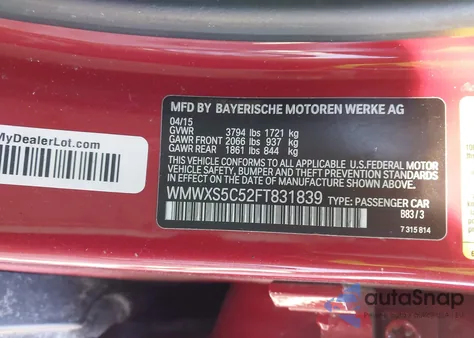 MyDealerLot.com
MFD BY BAYERISCHE MOTOREN WERKE AG
04/15
GVWR 3794 lbs 1721 kg
GAWR FRONT 2066 lbs 937 kg
GAWR REAR 1861 lbs 844 kg
THIS VEHICLE CONFORMS TO ALL APPLICABLE U.S.FEDERAL MOTOR
VEHICLE SAFETY, BUMPER AND THEFT PREVENTION STANDARDS
IN EFFECT ON THE DATE OF MANUFACTURE SHOWN ABOVE.
WMWXS5C52FT831839 TYPE: PASSENGER CAR
B83/3
7 315 814
autoSnap